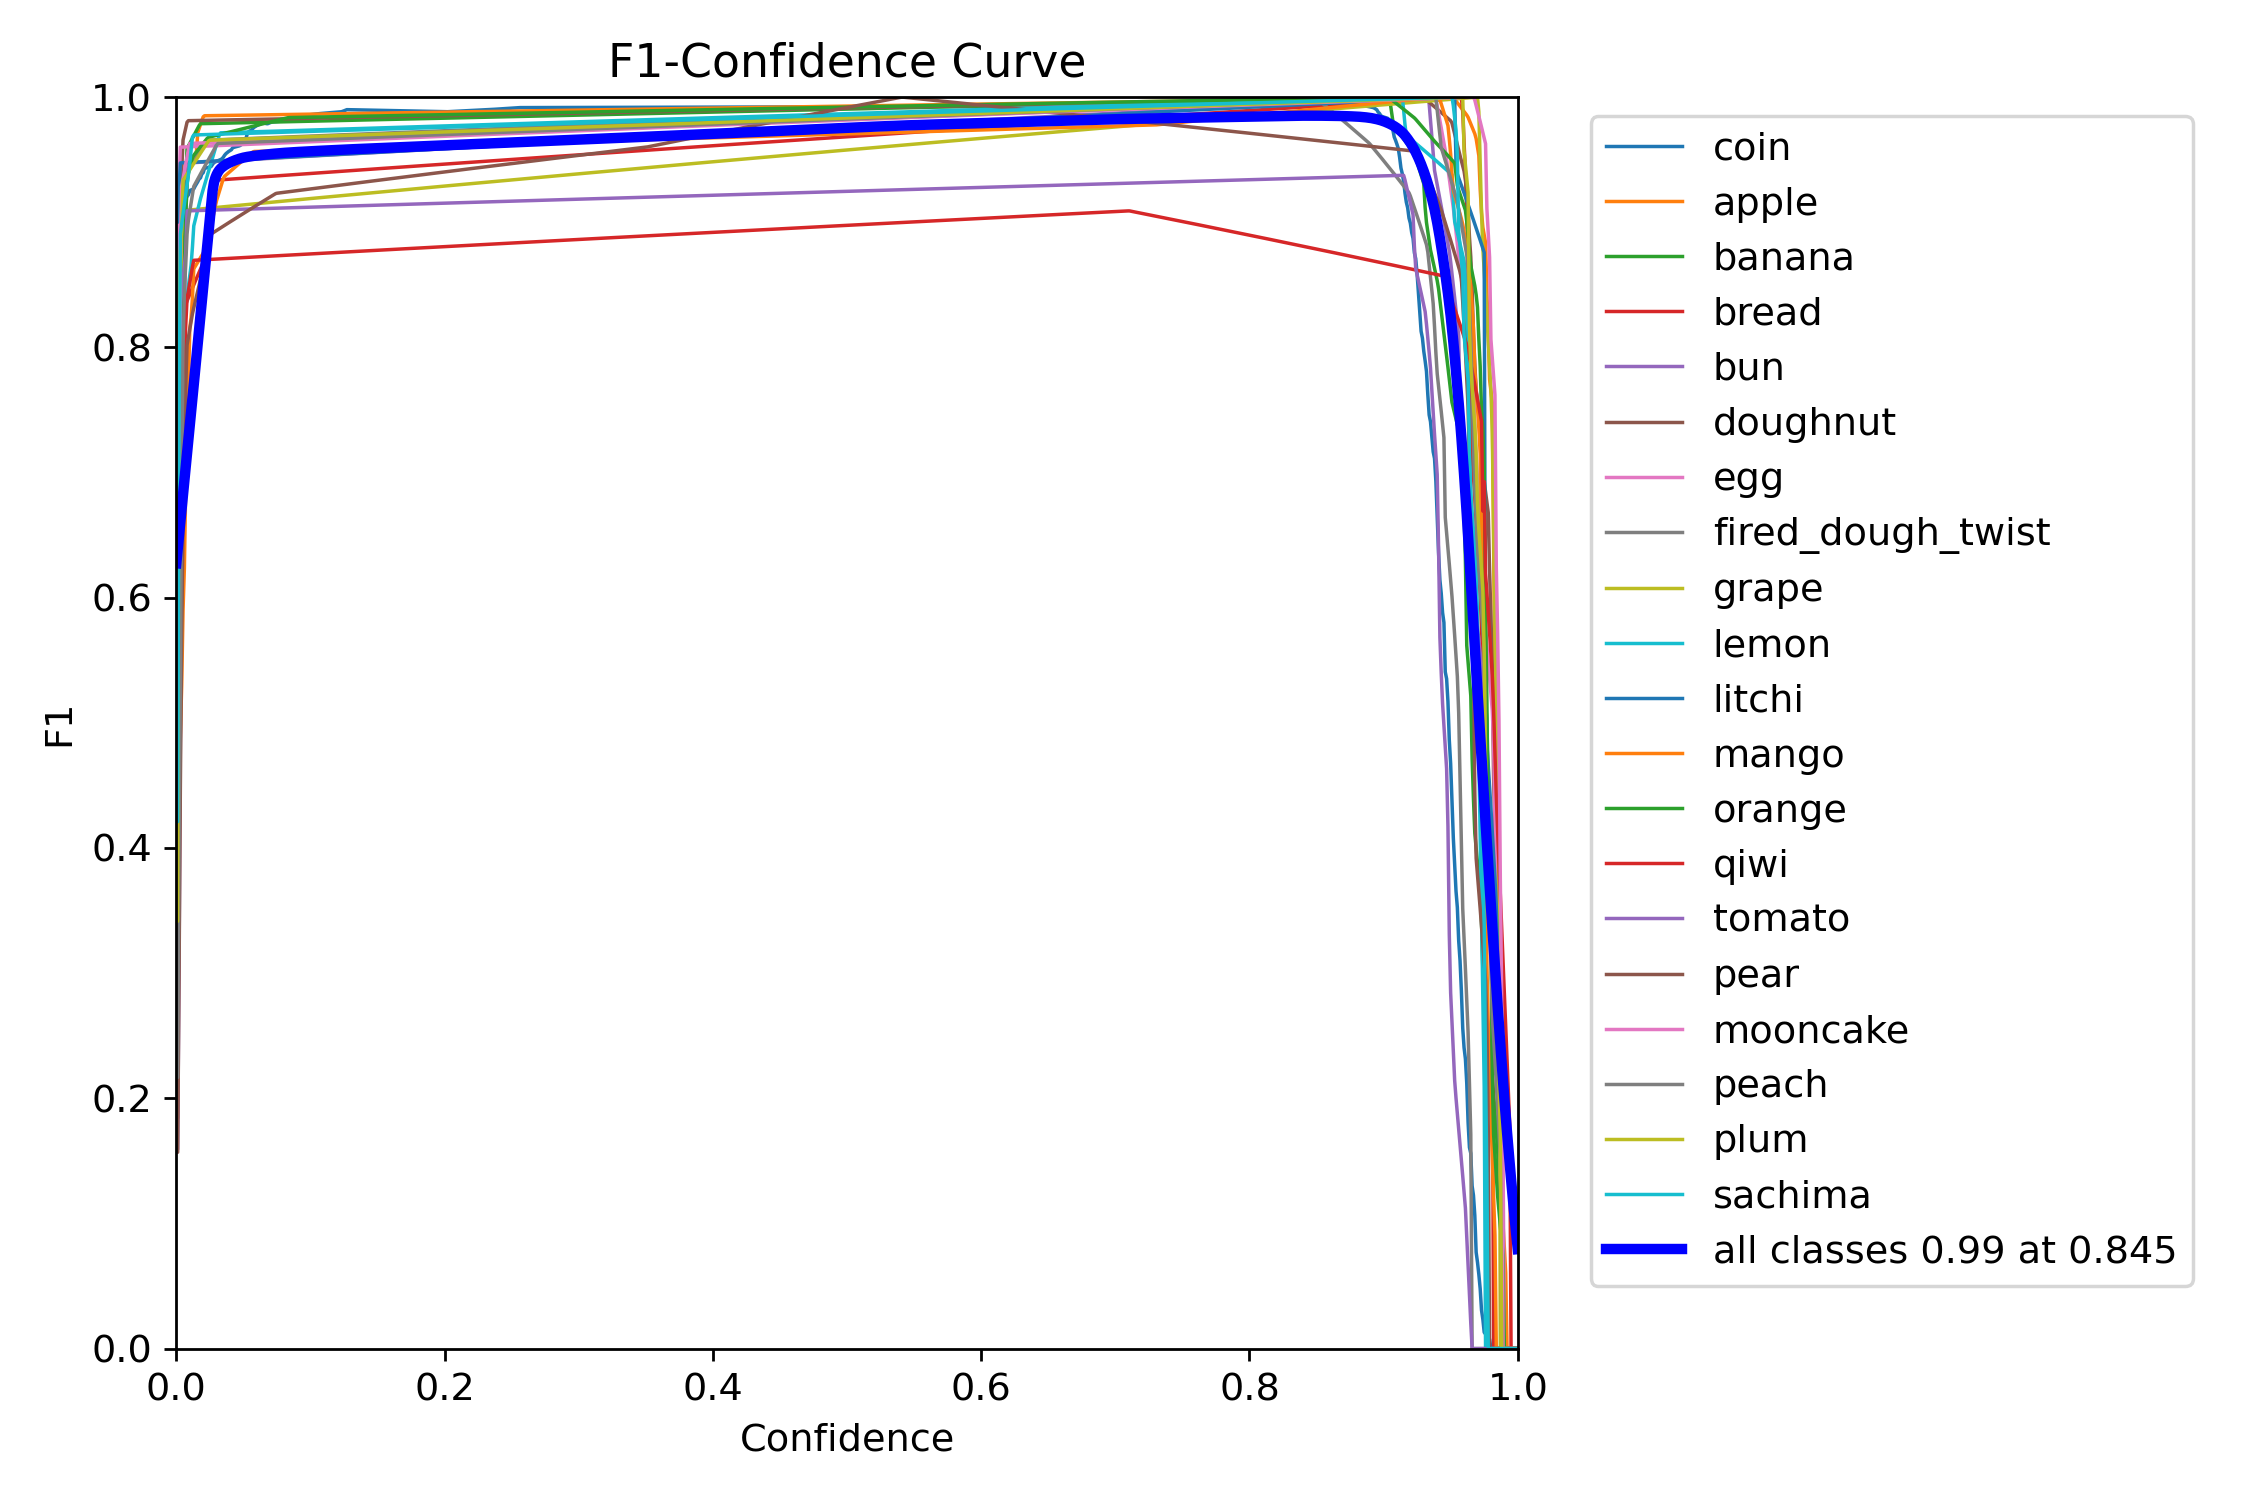 F1-Confidence Curve
1.0
0.8
0.6
0.4
0.2
0.0
F1
0.0 0.2 0.4 0.6 0.8 1.0
Confidence
coin
apple
banana
bread
bun
doughnut
egg
fired_dough_twist
grape
lemon
litchi
mango
orange
qiwi
tomato
pear
mooncake
peach
plum
sachima
all classes 0.99 at 0.845